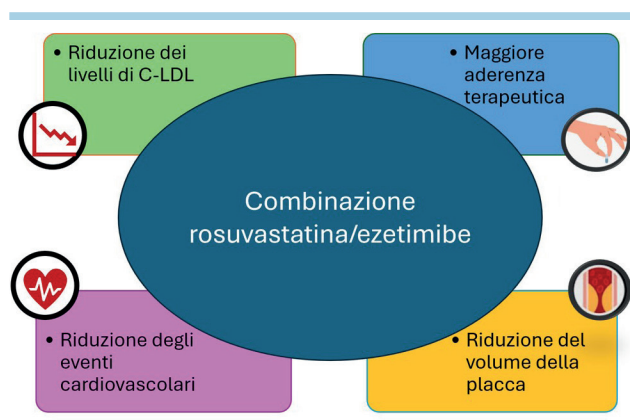 • Riduzione dei
livelli di C-LDL
• Maggiore
aderenza
terapeutica
Combinazione
rosuvastatina/ezetimibe
• Riduzione degli
eventi
cardiovascolari
• Riduzione del
volume della
placca